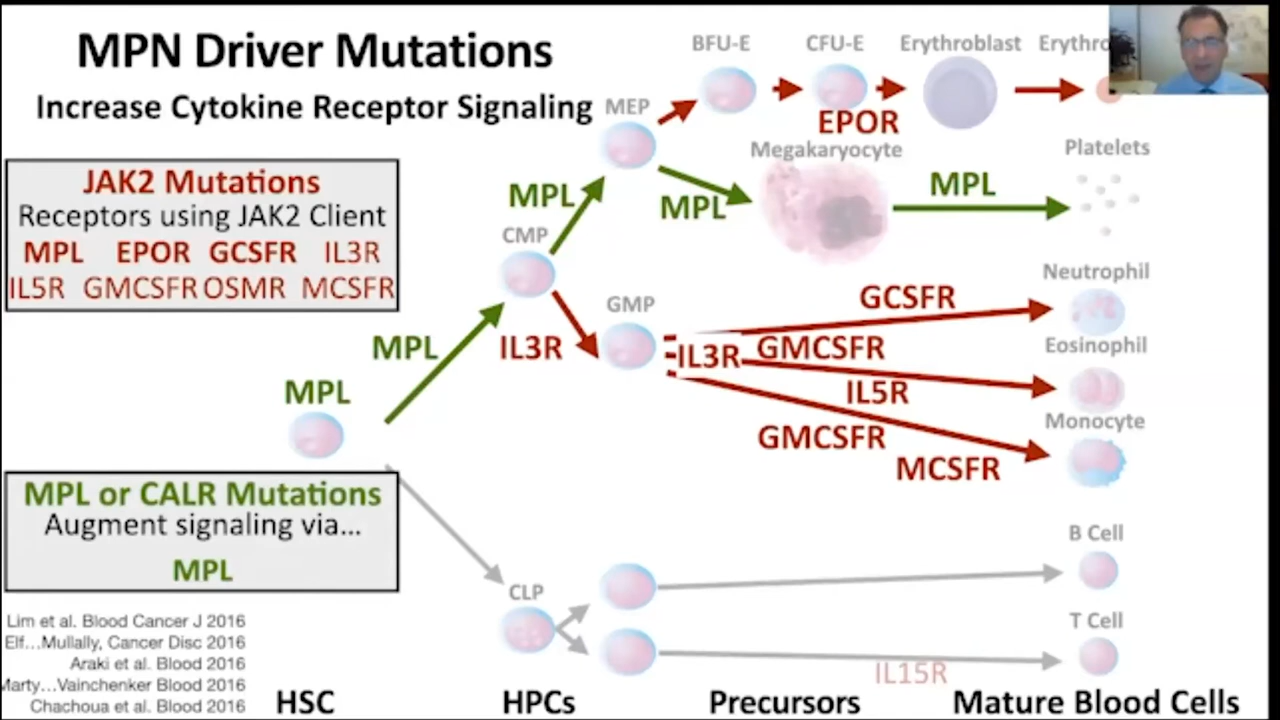 MPN Driver Mutations
Increase Cytokine Receptor Signaling
JAK2 Mutations
Receptors using JAK2 Client
MPL EPOR GCSFR IL3R
IL5R GMCSFR OSMR MCSFR
BFU-E CFU-E Erythroblast
MEP
EPOR
Megakaryocyte
Platelets
MPL
MPL
MPL
CMP
Neutrophil
GMP
GCSFR
MPL
IL3R
IL3R
GMCSFR
Eosinophil
IL5R
MPL
Monocyte
GMCSFR
MCSFR
MPL or CALR Mutations
Augment signaling via...
MPL
B Cell
CLP
T Cell
IL15R
Lim et al. Blood Cancer J 2016
Elf...Mullally, Cancer Disc 2016
Araki et al. Blood 2016
Marty...Vainchenker Blood 2016
Chachoua et al. Blood 2016
HSC HPCs Precursors Mature Blood Cells